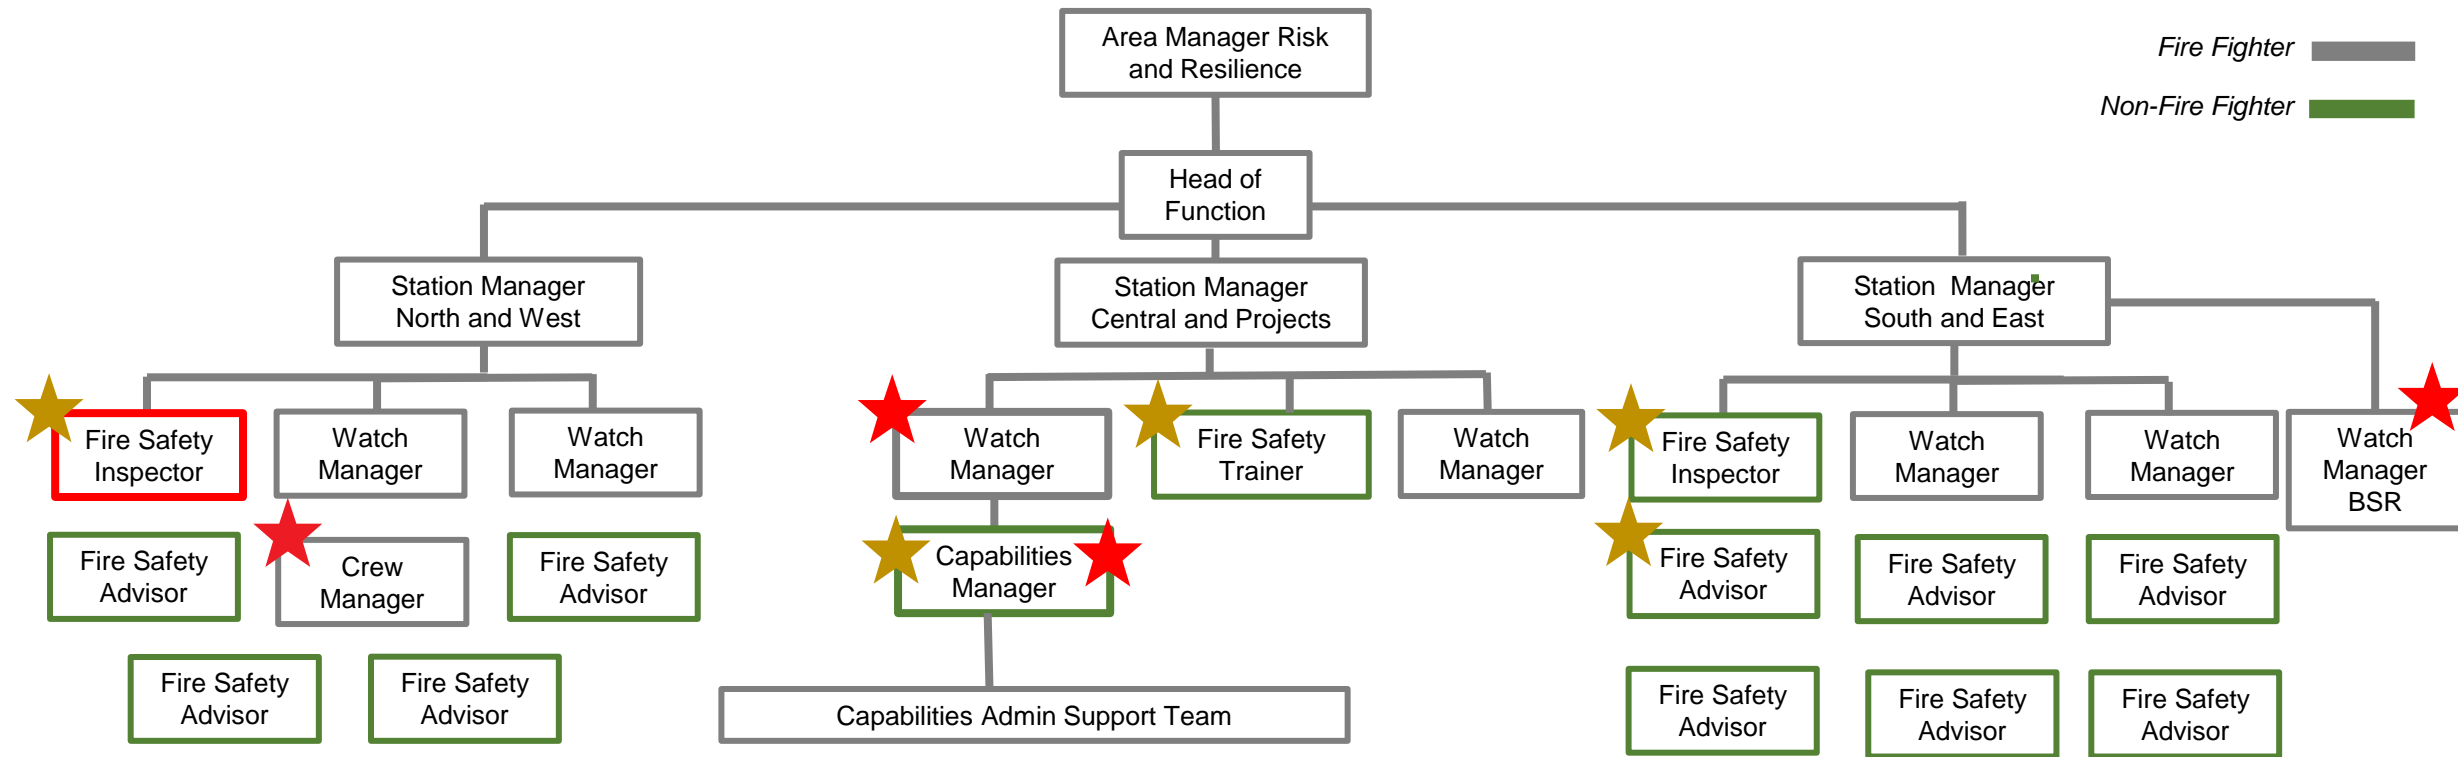 Area Manager Risk
and Resilience
Fire Fighter
Non-Fire Fighter
Head of
Function
Station Manager
North and West
Station Manager
Central and Projects
Station Manager
South and East
Fire Safety
Inspector
Watch
Manager
Watch
Manager
Watch
Manager
Fire Safety
Trainer
Watch
Manager
Fire Safety
Inspector
Watch
Manager
Watch
Manager
Watch
Manager
BSR
Fire Safety
Advisor
Crew
Manager
Fire Safety
Advisor
Capabilities
Manager
Fire Safety
Advisor
Fire Safety
Advisor
Fire Safety
Advisor
Fire Safety
Advisor
Fire Safety
Advisor
Capabilities Admin Support Team
Fire Safety
Advisor
Fire Safety
Advisor
Fire Safety
Advisor